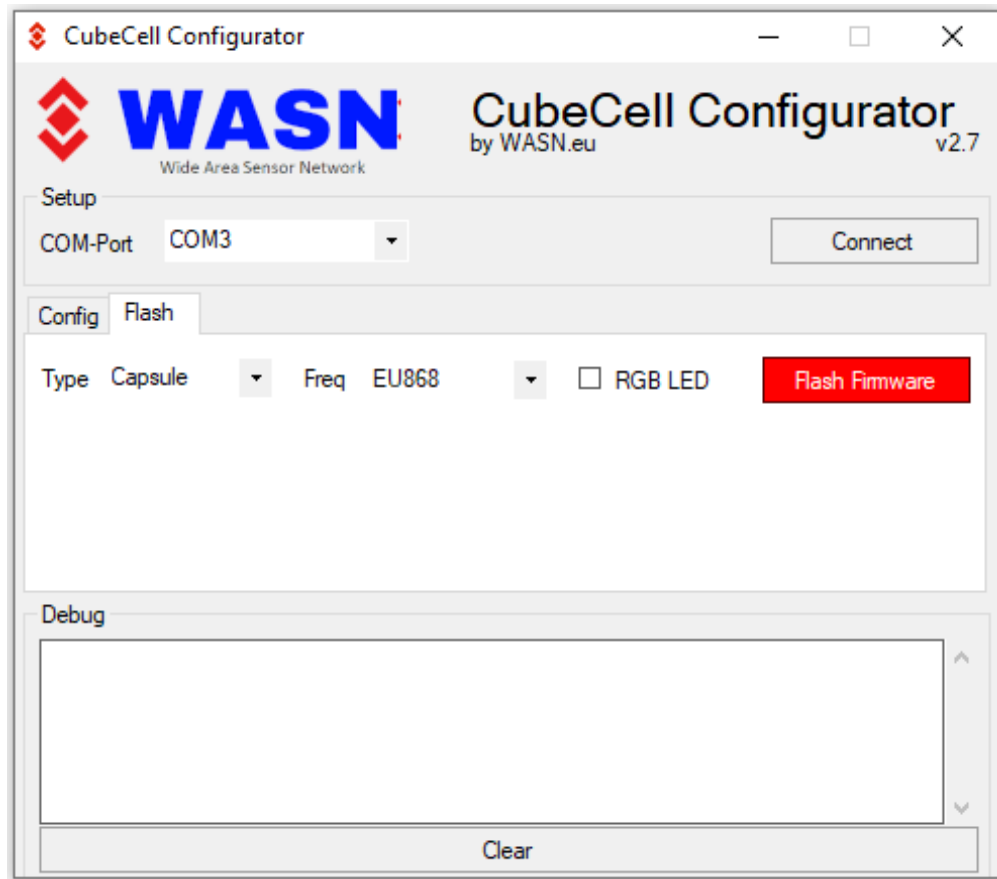 CubeCell Configurator
WASN
Wide Area Sensor Network
CubeCell Configurator
by WASN.eu v2.7
Setup
COM-Port COM3 Connect
Config Flash
Type Capsule Freq EU868 RGB LED Flash Firmware
Debug
Clear